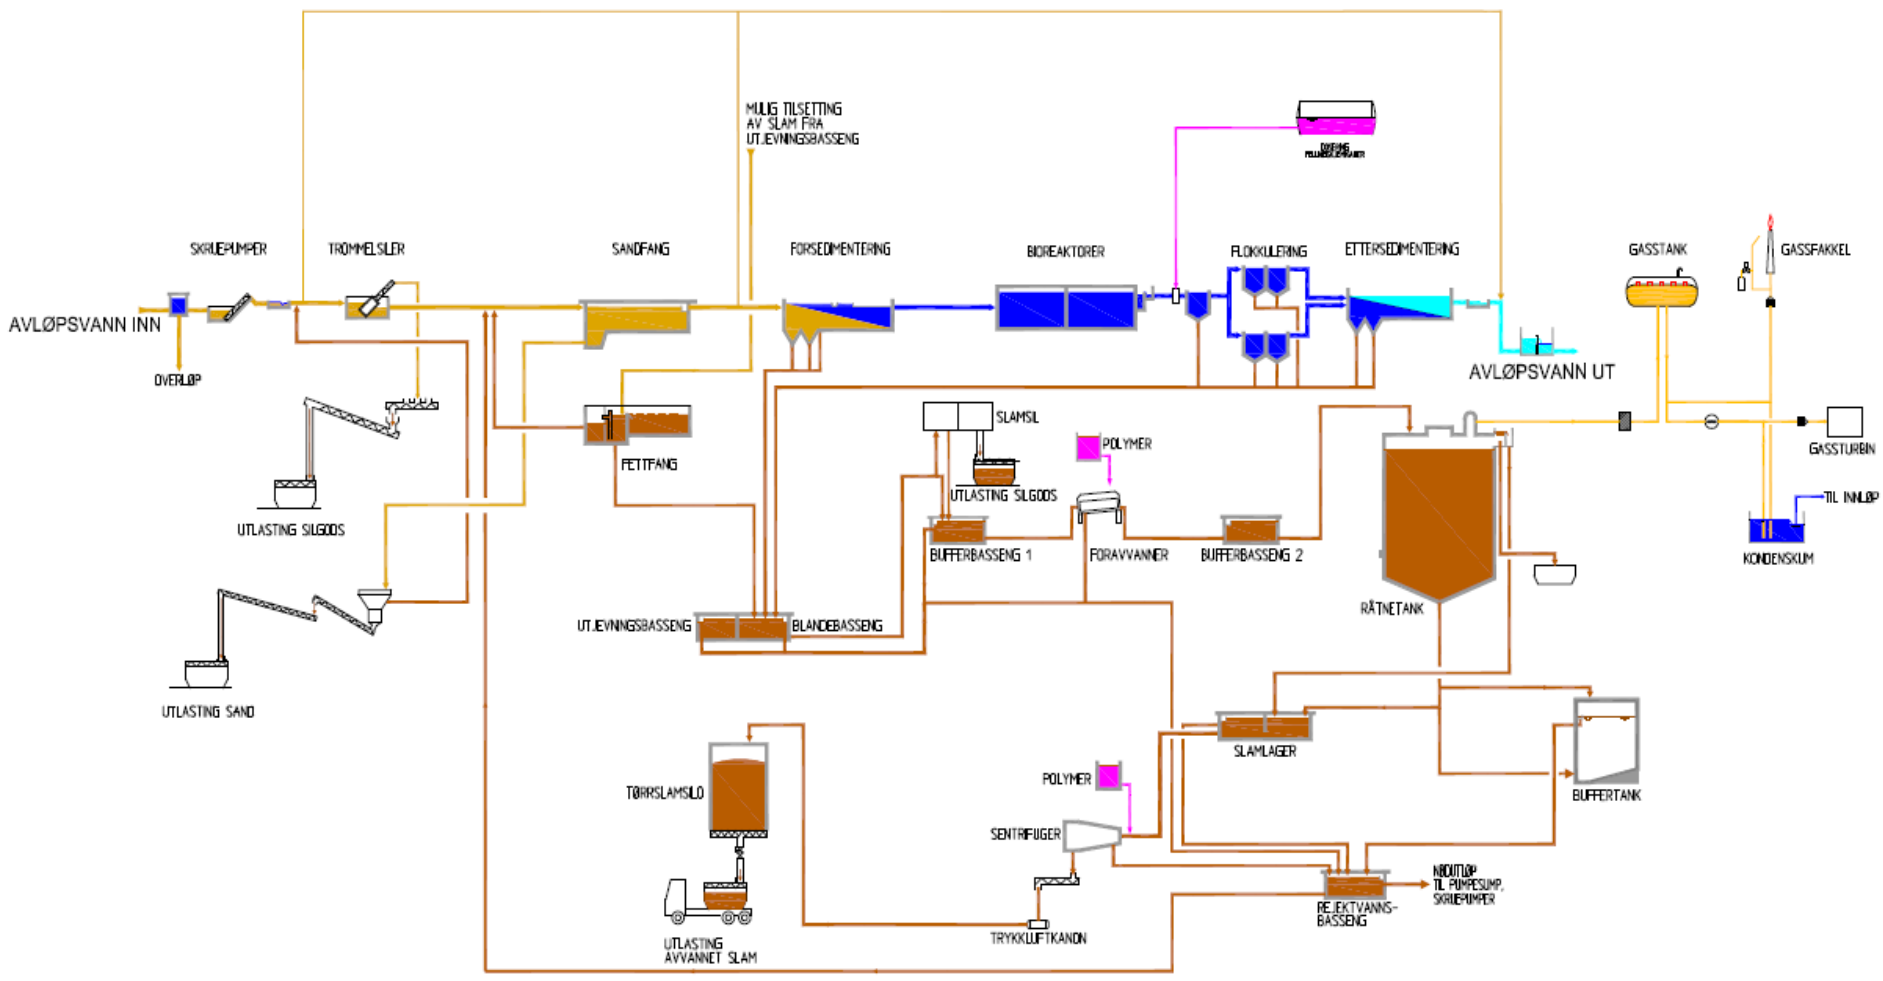 MULIG TILSETTING
AV SLAM FRA
UTJEVNINGSBASSENG
SKRUEPUMPER
TROMMELSILER
SANDFANG
FORSEDIMENTERING
BIOREAKTORER
FLOKKULERING
ETTERSEDIMENTERING
GASSTANK
GASSFAKKEL
AVLØPSVANN INN
OVERLØP
AVLØPSVANN UT
SLAMSIL
POLYMER
GASSTURBIN
FETTFANG
UTLASTING SILGODS
TIL INNLØP
UTLASTING SILGODS
BUFFERBASSENG 1
FORAVVANNER
BUFFERBASSENG 2
KONDENSKUM
RÅTNETANK
UTJEVNINGSBASSENG
BLANDEBASSENG
UTLASTING SAND
SLAMLAGER
POLYMER
TØRRSLAMSILO
BUFFERTANK
SENTRIFUGER
NØDUTLØP
TIL PUMPESUMP,
SKRUEPUMPER
REJEKTVANNS-
BASSENG
TRYKKLUFTKANON
UTLASTING
AVVANNET SLAM